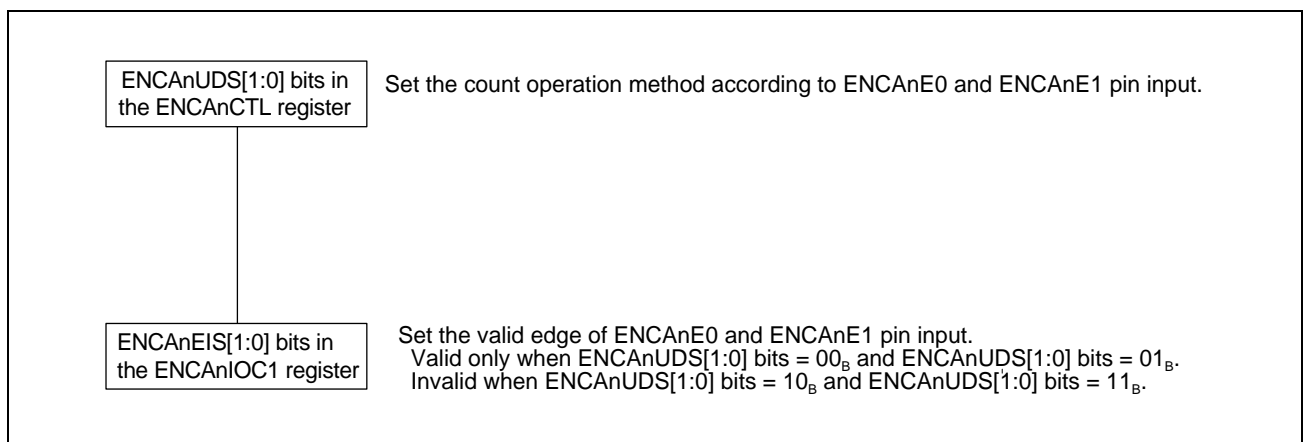 ENCAnUDS[1:0] bits in
the ENCAnCTL register
Set the count operation method according to ENCAnE0 and ENCAnE1 pin input.
ENCAnEIS[1:0] bits in
the ENCAnIOC1 register
Set the valid edge of ENCAnE0 and ENCAnE1 pin input.
Valid only when ENCAnUDS[1:0] bits = 00B and ENCAnUDS[1:0] bits = 01B.
Invalid when ENCAnUDS[1:0] bits = 10B and ENCAnUDS[1:0] bits = 11B.